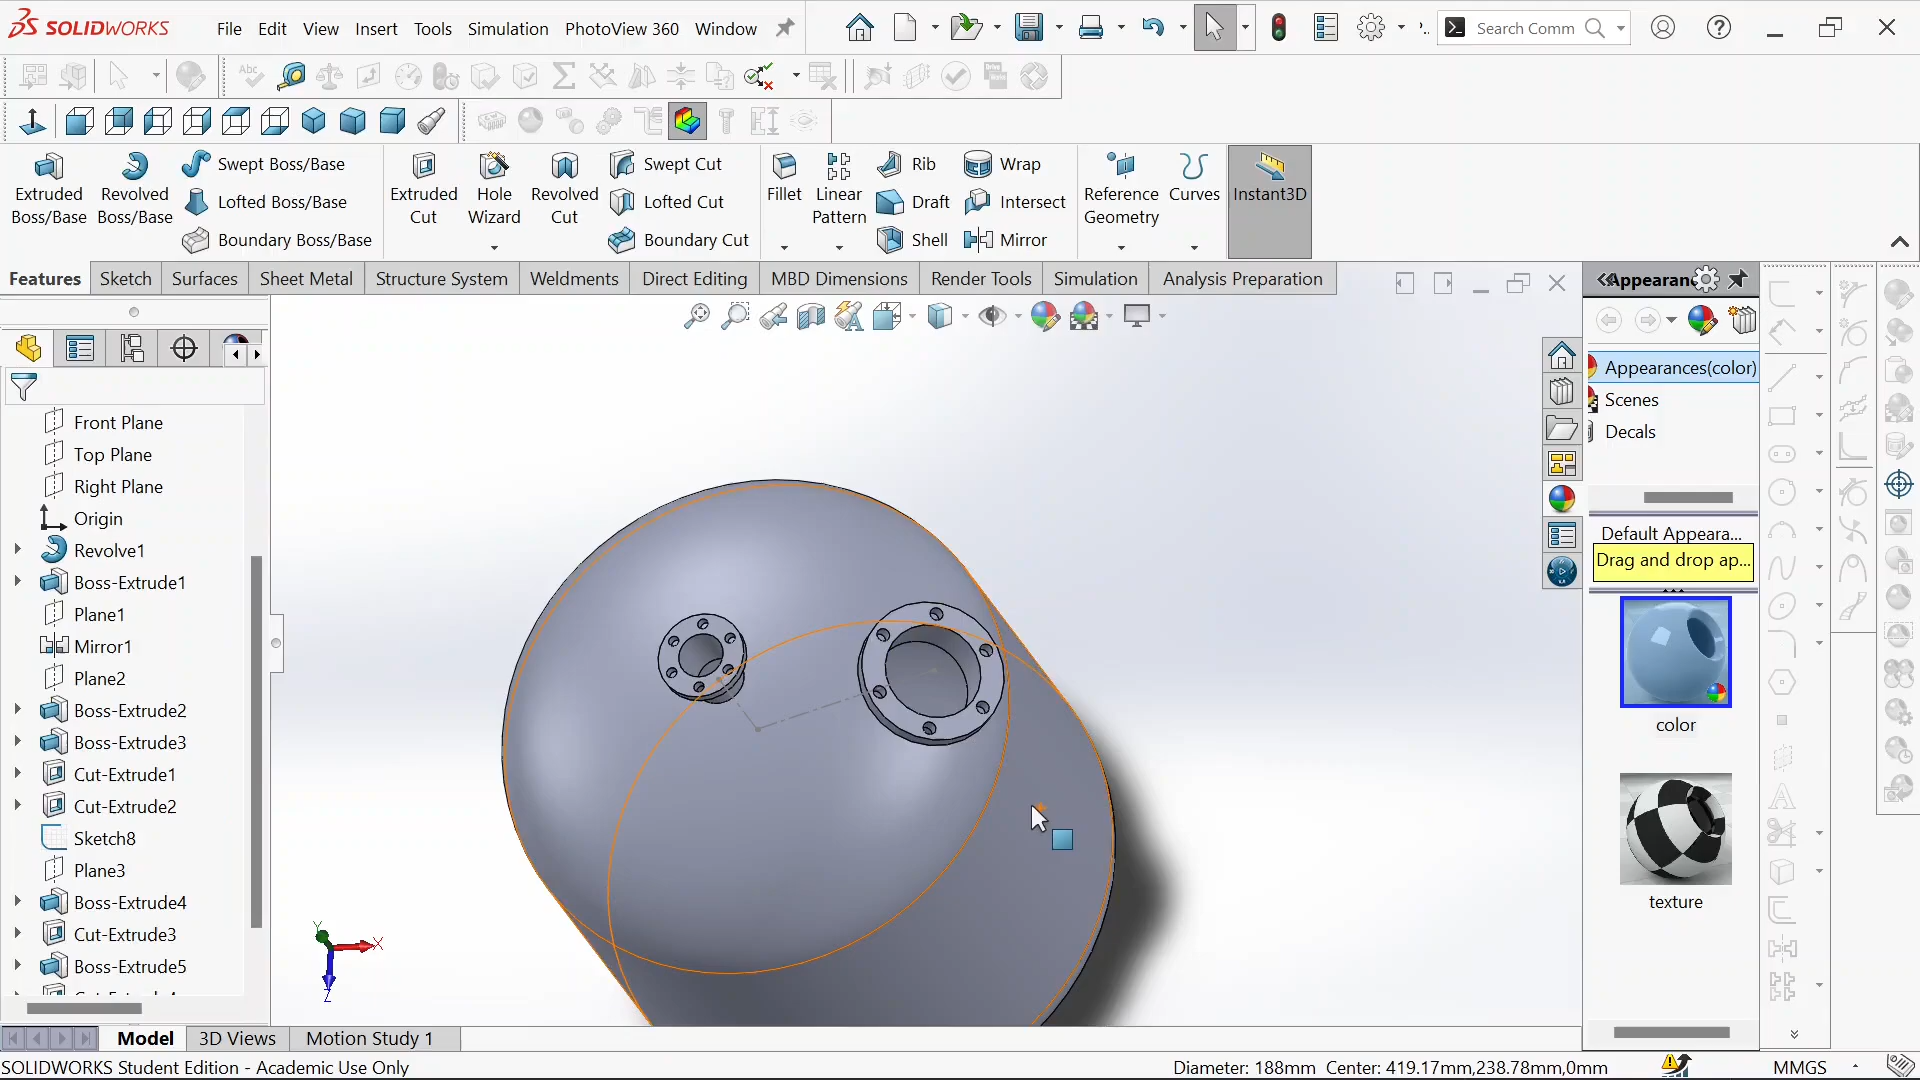 SOLIDWORKS
File Edit View Insert Tools Simulation PhotoView 360 Window
Search Comm
Extruded Boss/Base
Revolved Boss/Base
Swept Boss/Base
Lofted Boss/Base
Boundary Boss/Base
Extruded Cut
Hole Wizard
Revolved Cut
Swept Cut
Lofted Cut
Boundary Cut
Fillet
Linear Pattern
Rib
Draft
Shell
Wrap
Intersect
Mirror
Reference Geometry
Curves
Instant3D
Features Sketch Surfaces Sheet Metal Structure System Weldments Direct Editing MBD Dimensions Render Tools Simulation Analysis Preparation
Appearan
Appearances(color)
Scenes
Decals
Default Appeara...
Drag and drop ap...
color
texture
Front Plane
Top Plane
Right Plane
Origin
Revolve1
Boss-Extrude1
Plane1
Mirror1
Plane2
Boss-Extrude2
Boss-Extrude3
Cut-Extrude1
Cut-Extrude2
Sketch8
Plane3
Boss-Extrude4
Cut-Extrude3
Boss-Extrude5
Y
X
Z
Model 3D Views Motion Study 1
SOLIDWORKS Student Edition - Academic Use Only
Diameter: 188mm Center: 419.17mm,238.78mm,0mm
MMGS